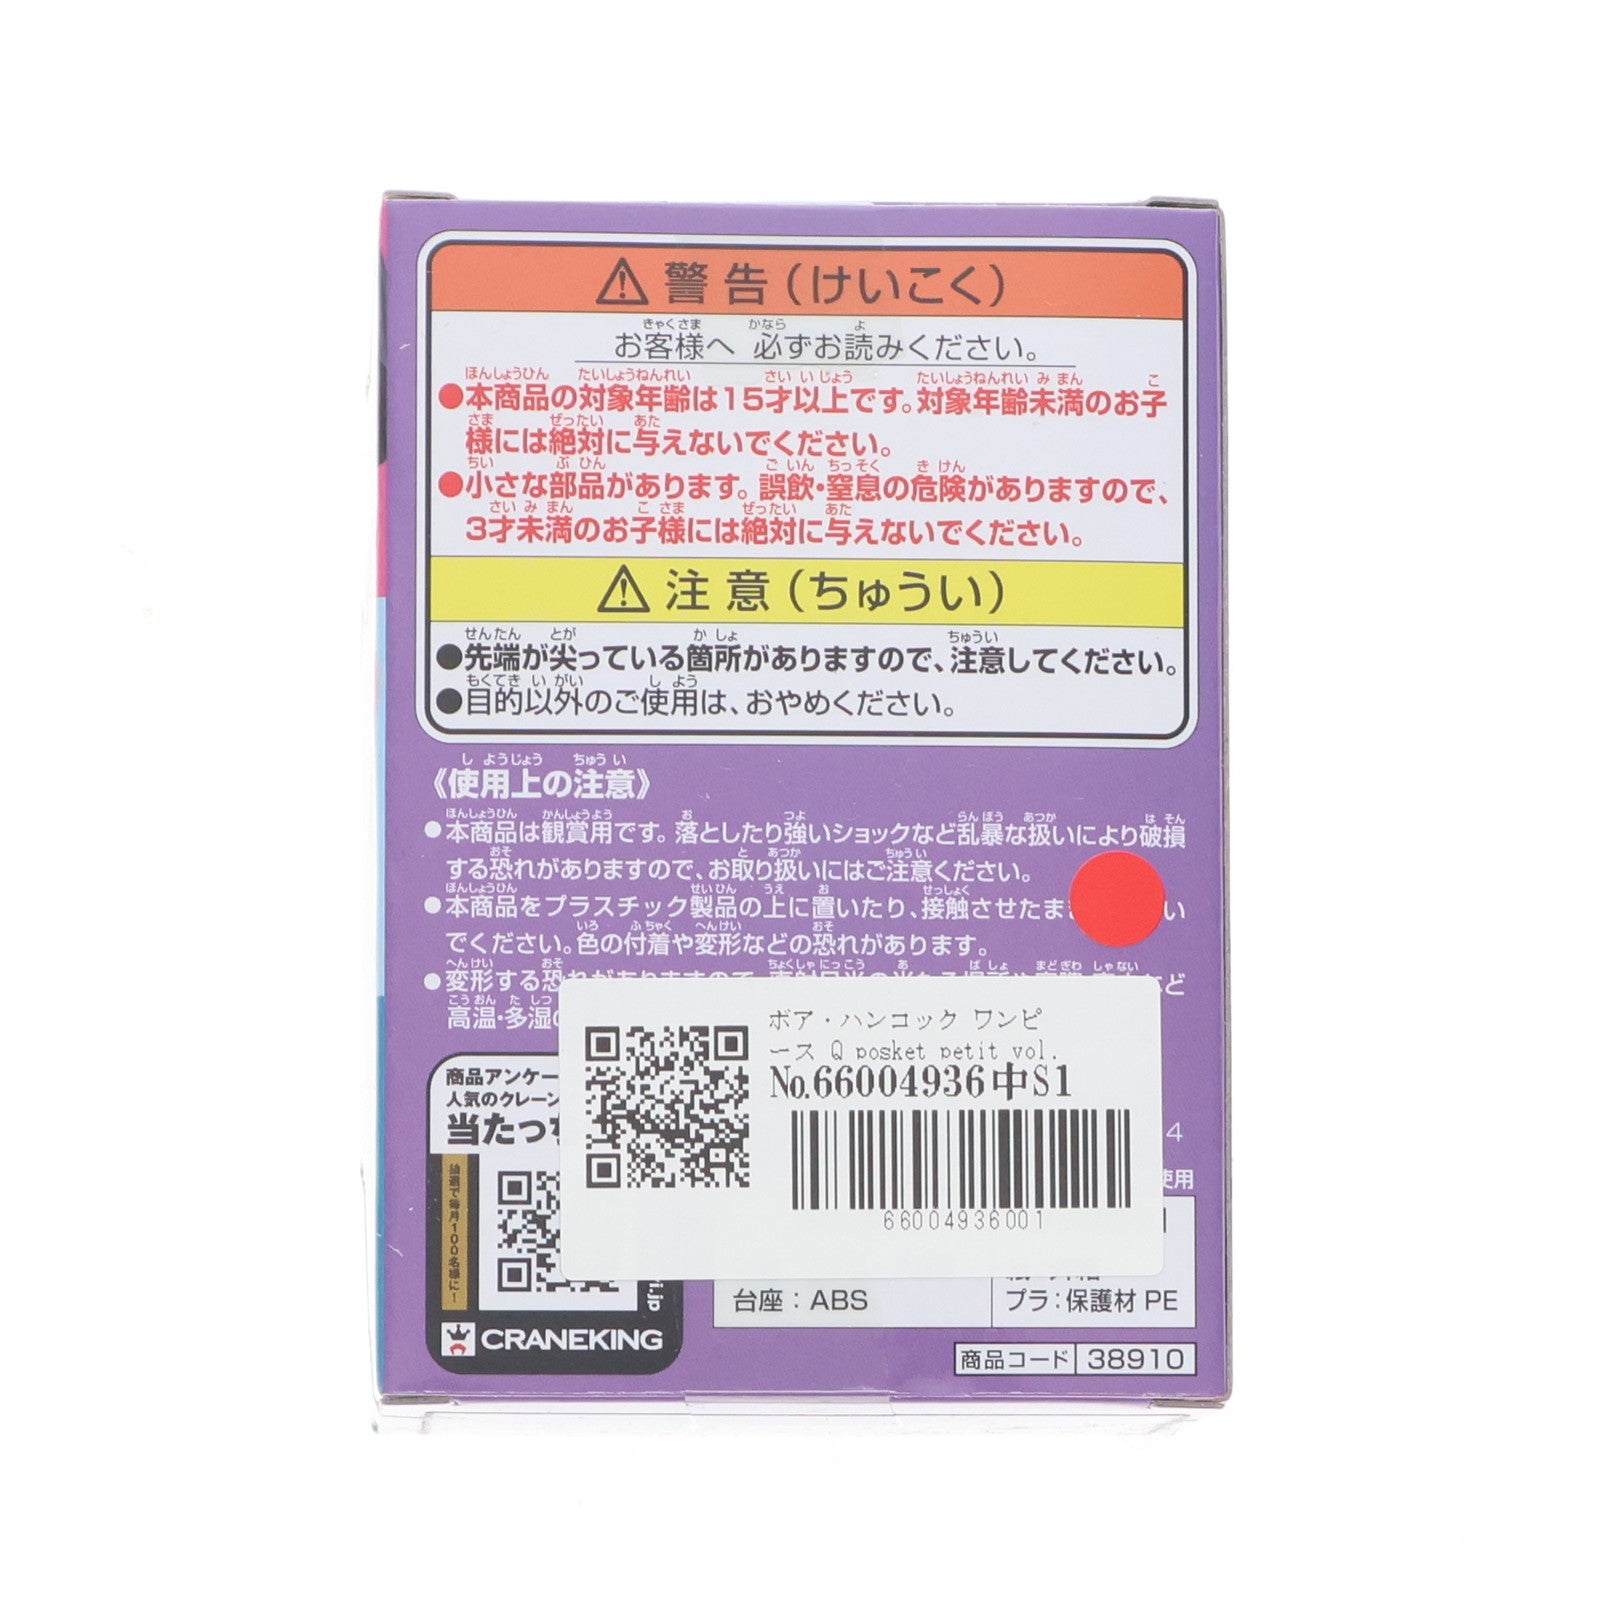 警告(けいこく)
お客様へ 必ずお読みください。
●本商品の対象年齢は15才以上です。対象年齢未満のお子
様には絶対に与えないでください。
●小さな部品があります。誤飲・窒息の危険がありますので、
3才未満のお子様には絶対に与えないでください。
注意(ちゅうい)
●先端が尖っている箇所がありますので、注意してください。
●目的以外のご使用は、おやめください。
《使用上の注意》
●本商品は観賞用です。落としたり強いショックなど乱暴な扱いにより破損
する恐れがありますので、お取り扱いにはご注意ください。
●本商品をプラスチック製品の上に置いたり、接触させたま い
でください。色の付着や変形などの恐れがあります。
●変形する恐
高温・多湿
ボア・ハンコック ワンピ
ース Q posket petit vol.
No.66004936中S1
66004936001
商品アンケー
人気のクレーン
当たっ
抽選で毎月100名様に!
i.jp
CRANEKING
4
使用
台座:ABS
プラ:保護材 PE
商品コード 38910